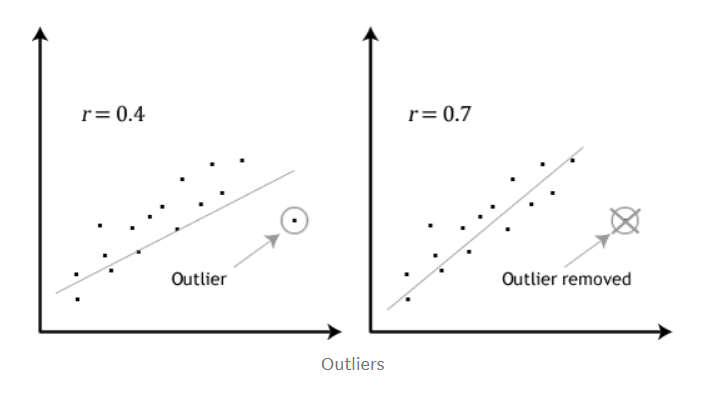 r = 0.4
Outlier
r = 0.7
Outlier removed
Outliers